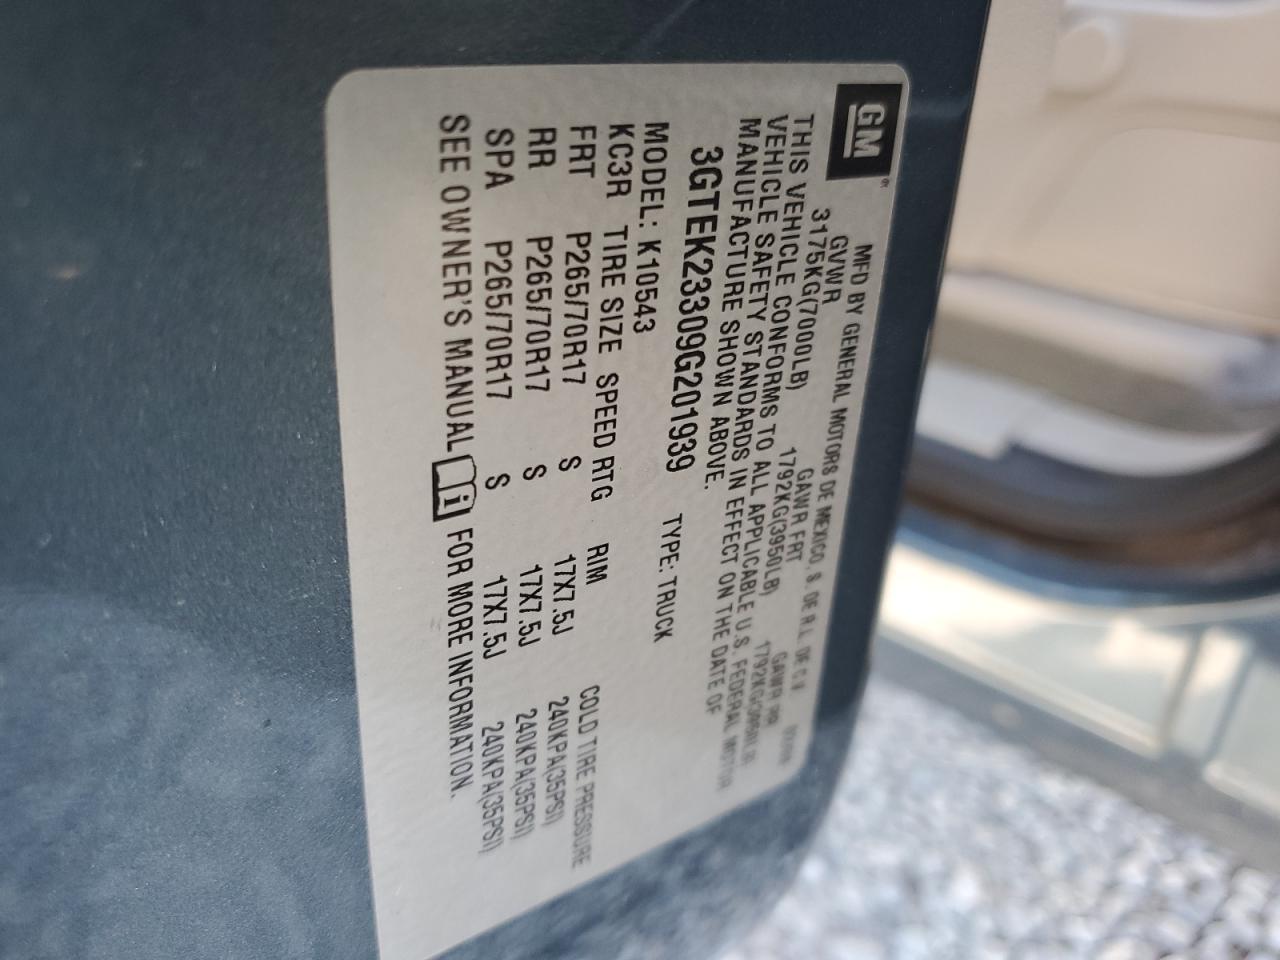 GM®
MFD BY GENERAL MOTORS DE MEXICO, S. DE R.L. DE C.V.
GVWR GAWR FRT GAWR RR
3175KG(7000LB) 1792KG(3950LB) 1792KG(3950LB)
THIS VEHICLE CONFORMS TO ALL APPLICABLE U.S. FEDERAL MOTOR
VEHICLE SAFETY STANDARDS IN EFFECT ON THE DATE OF
MANUFACTURE SHOWN ABOVE.
3GTEK23309G201939 TYPE: TRUCK
MODEL: K10543
KC3R TIRE SIZE SPEED RTG RIM COLD TIRE PRESSURE
FRT P265/70R17 S 17X7.5J 240KPA(35PSI)
RR P265/70R17 S 17X7.5J 240KPA(35PSI)
SPA P265/70R17 S 17X7.5J 240KPA(35PSI)
SEE OWNER'S MANUAL i FOR MORE INFORMATION.